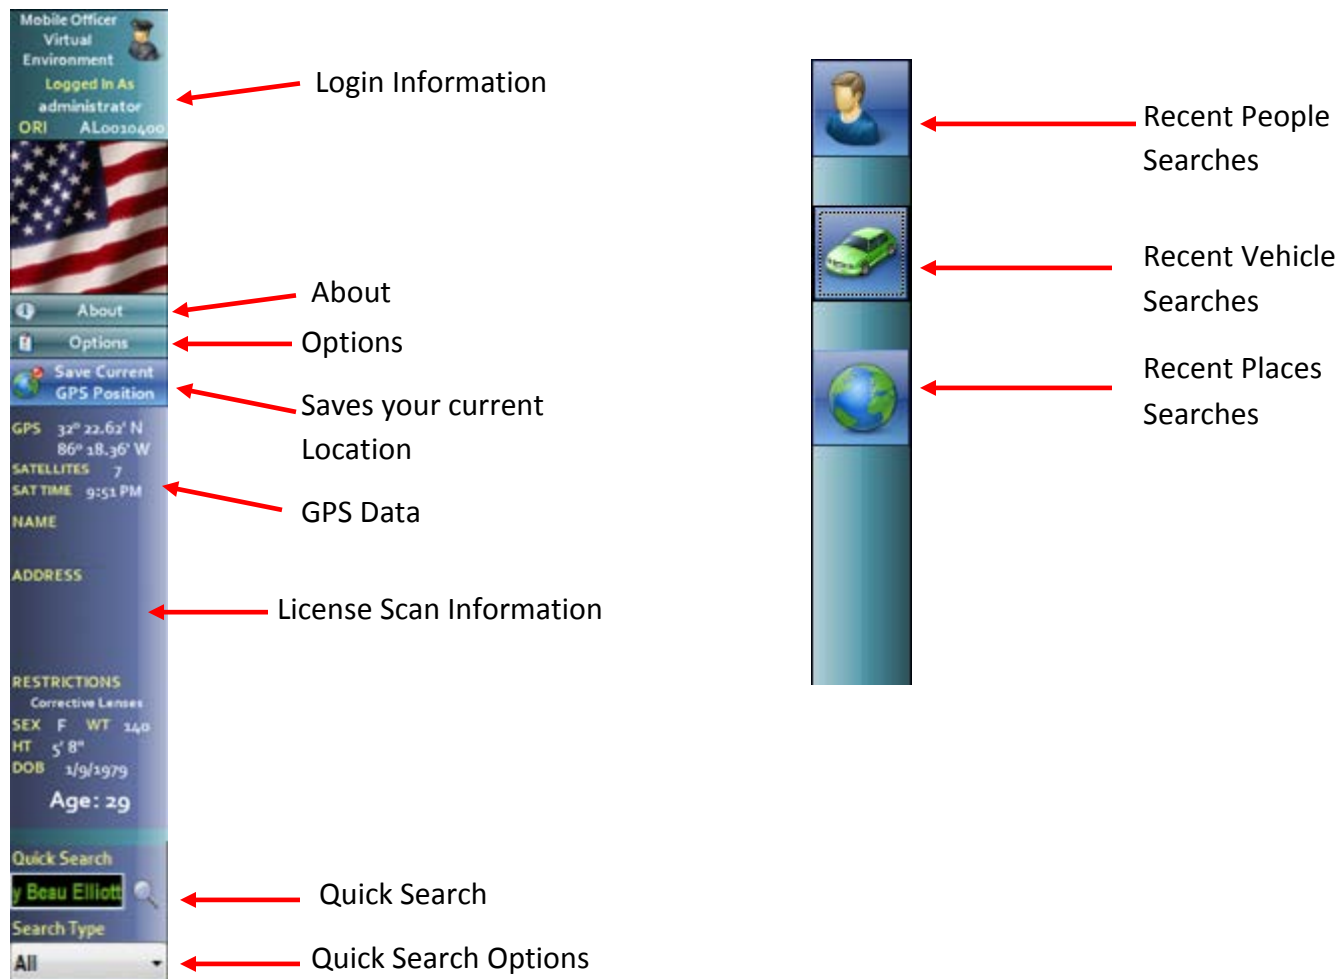 Mobile Officer
Virtual
Environment
Logged In As
administrator
ORI AL0010400
About
Options
Save Current
GPS Position
GPS 32º 22.62' N
86º 18.36' W
SATELLITES 7
SAT TIME 9:51 PM
NAME
ADDRESS
RESTRICTIONS
Corrective Lenses
SEX F WT 140
HT 5' 8"
DOB 1/9/1979
Age: 29
Quick Search
y Beau Elliott
Search Type
All
Login Information
About
Options
Saves your current
Location
GPS Data
License Scan Information
Quick Search
Quick Search Options
Recent People
Searches
Recent Vehicle
Searches
Recent Places
Searches